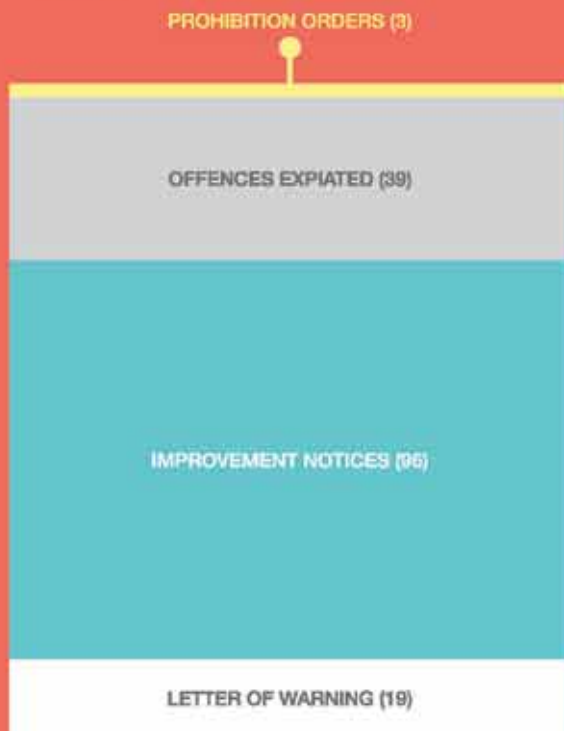 PROHIBITION ORDERS (3)
OFFENCES EXPIATED (39)
IMPROVEMENT NOTICES (96)
LETTER OF WARNING (19)